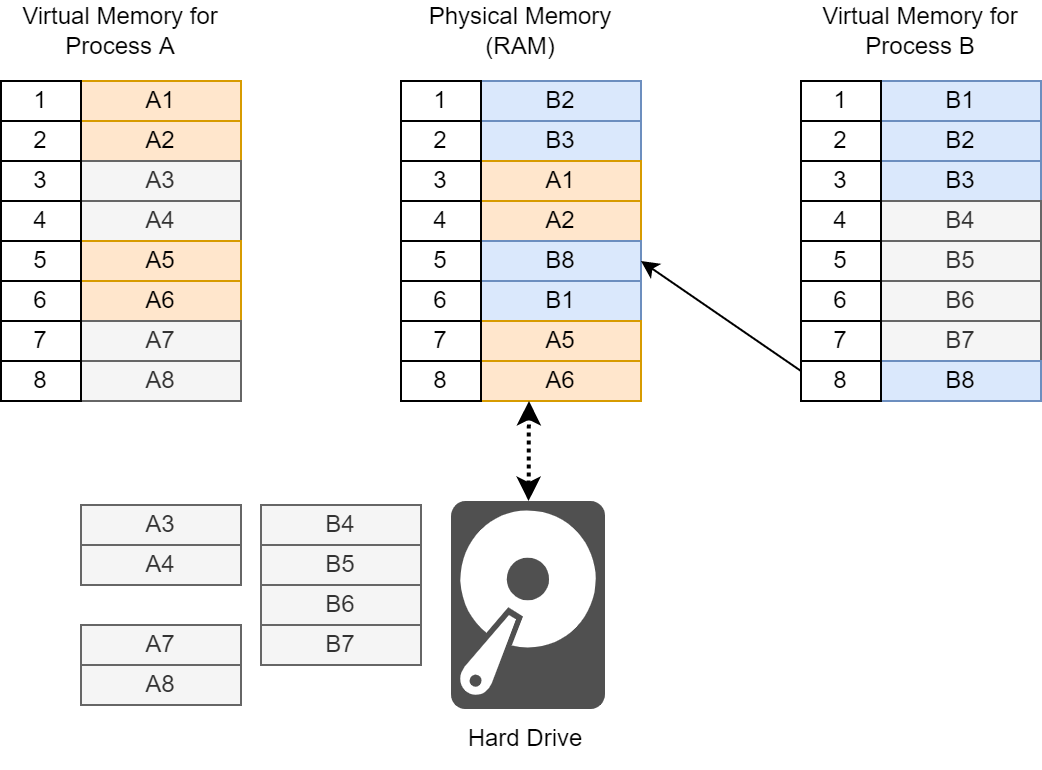 Virtual Memory for
Process A
1 A1
2 A2
3 A3
4 A4
5 A5
6 A6
7 A7
8 A8
Physical Memory
(RAM)
1 B2
2 B3
3 A1
4 A2
5 B8
6 B1
7 A5
8 A6
Virtual Memory for
Process B
1 B1
2 B2
3 B3
4 B4
5 B5
6 B6
7 B7
8 B8
A3
A4
A7
A8
B4
B5
B6
B7
Hard Drive